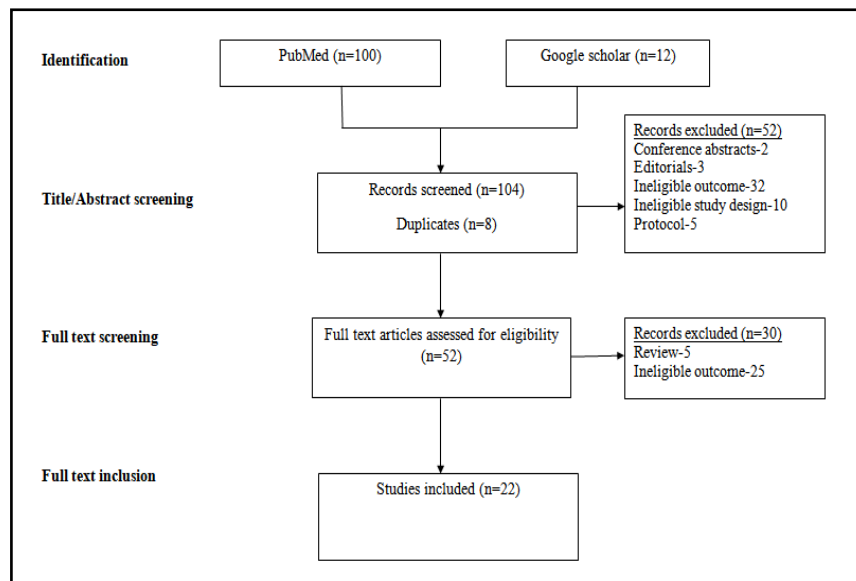 Identification
PubMed (n=100)
Google scholar (n=12)
Title/Abstract screening
Records screened (n=104)
Duplicates (n=8)
Records excluded (n=52)
Conference abstracts-2
Editorials-3
Ineligible outcome-32
Ineligible study design-10
Protocol-5
Full text screening
Full text articles assessed for eligibility
(n=52)
Records excluded (n=30)
Review-5
Ineligible outcome-25
Full text inclusion
Studies included (n=22)